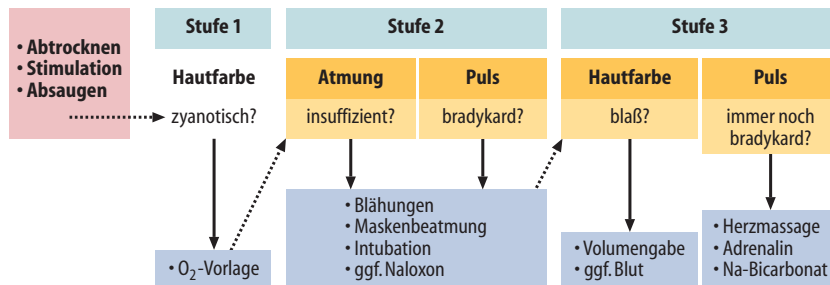 Stufe 1
Stufe 2
Stufe 3
• Abtrocknen
• Stimulation
• Absaugen
Hautfarbe
zyanotisch?
Atmung
insuffizient?
Puls
bradykard?
Hautfarbe
blaß?
Puls
immer noch
bradykard?
• O₂-Vorlage
• Blähungen
• Maskenbeatmung
• Intubation
• ggf. Naloxon
• Volumengabe
• ggf. Blut
• Herzmassage
• Adrenalin
• Na-Bicarbonat